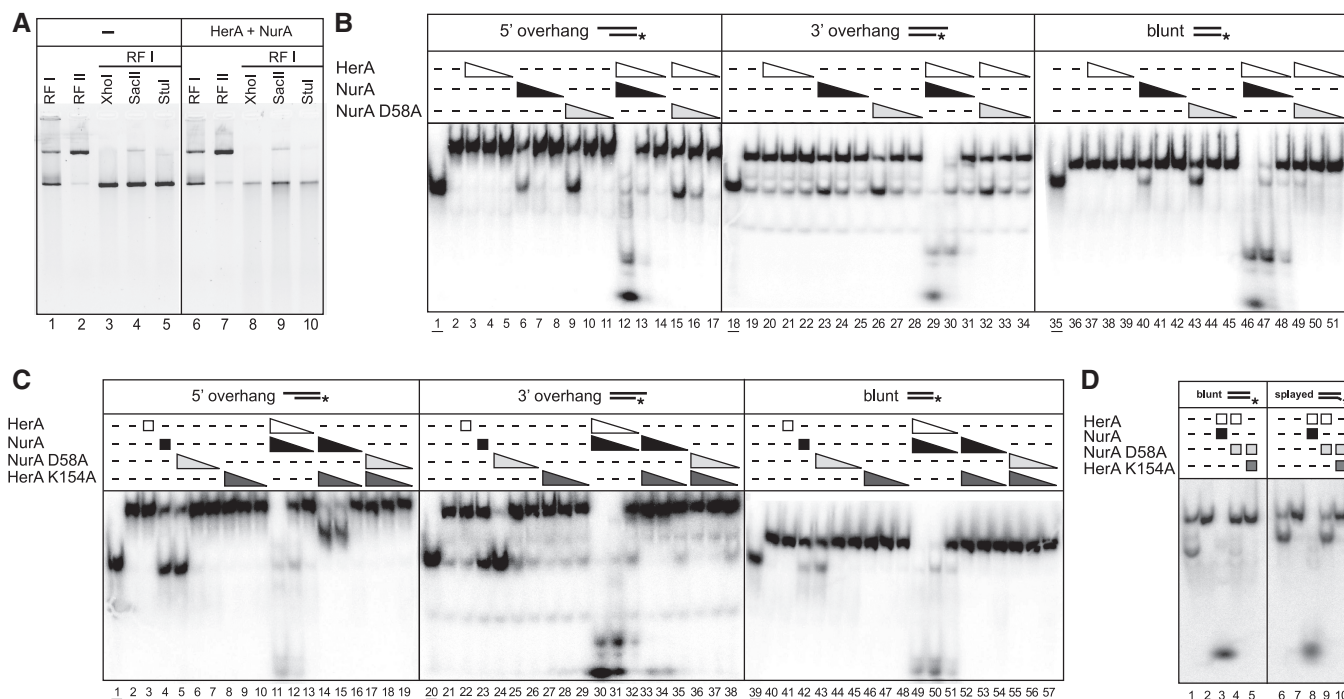 A
– HerA + NurA
RF I RF I
RF I RF II XhoI SacII StuI RF I RF II XhoI SacII StuI
1 2 3 4 5 6 7 8 9 10
B
5' overhang * 3' overhang * blunt *
HerA
NurA
NurA D58A
1 2 3 4 5 6 7 8 9 10 11 12 13 14 15 16 17 18 19 20 21 22 23 24 25 26 27 28 29 30 31 32 33 34 35 36 37 38 39 40 41 42 43 44 45 46 47 48 49 50 51
C
5' overhang * 3' overhang * blunt *
HerA
NurA
NurA D58A
HerA K154A
1 2 3 4 5 6 7 8 9 10 11 12 13 14 15 16 17 18 19 20 21 22 23 24 25 26 27 28 29 30 31 32 33 34 35 36 37 38 39 40 41 42 43 44 45 46 47 48 49 50 51 52 53 54 55 56 57
D
blunt * splayed
HerA
NurA
NurA D58A
HerA K154A
1 2 3 4 5 6 7 8 9 10